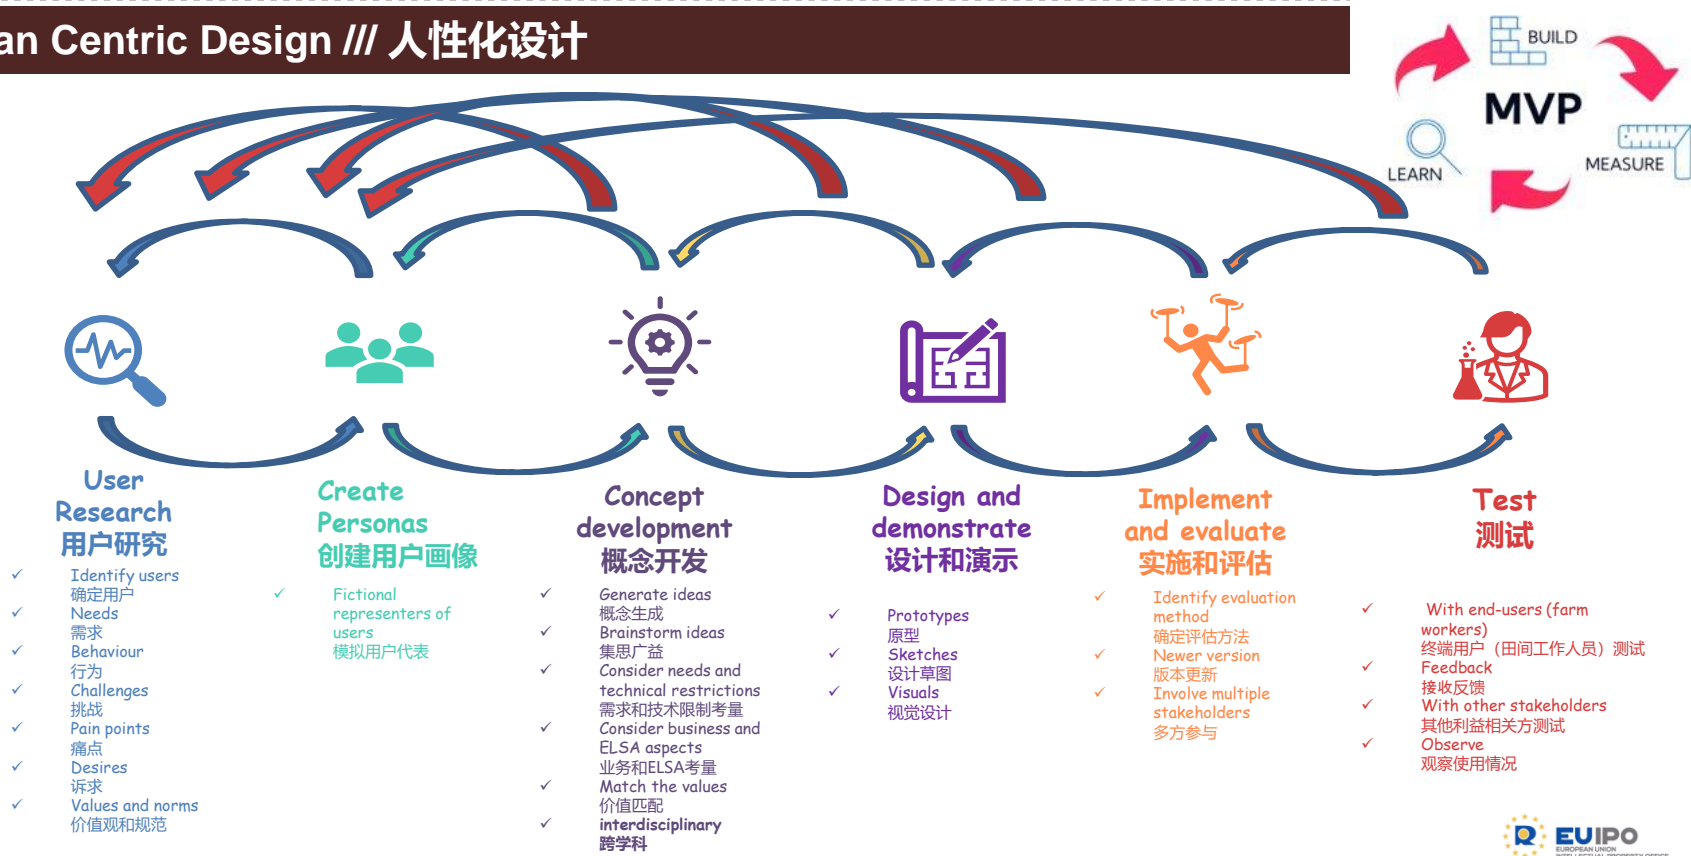 an Centric Design /// 人性化设计
BUILD
MVP
MEASURE
LEARN
User
Research
用户研究
✓ Identify users
确定用户
✓ Needs
需求
✓ Behaviour
行为
✓ Challenges
挑战
✓ Pain points
痛点
✓ Desires
诉求
✓ Values and norms
价值观和规范
Create
Personas
创建用户画像
✓ Fictional
representers of
users
模拟用户代表
Concept
development
概念开发
✓ Generate ideas
概念生成
✓ Brainstorm ideas
集思广益
✓ Consider needs and
technical restrictions
需求和技术限制考量
✓ Consider business and
ELSA aspects
业务和ELSA考量
✓ Match the values
价值匹配
✓ interdisciplinary
跨学科
Design and
demonstrate
设计和演示
✓ Prototypes
原型
✓ Sketches
设计草图
✓ Visuals
视觉设计
Implement
and evaluate
实施和评估
✓ Identify evaluation
method
确定评估方法
✓ Newer version
版本更新
✓ Involve multiple
stakeholders
多方参与
Test
测试
✓ With end-users (farm
workers)
终端用户（田间工作人员）测试
✓ Feedback
接收反馈
✓ With other stakeholders
其他利益相关方测试
✓ Observe
观察使用情况
R EUIPO
EUROPEAN UNION
INTELLECTUAL PROPERTY OFFICE